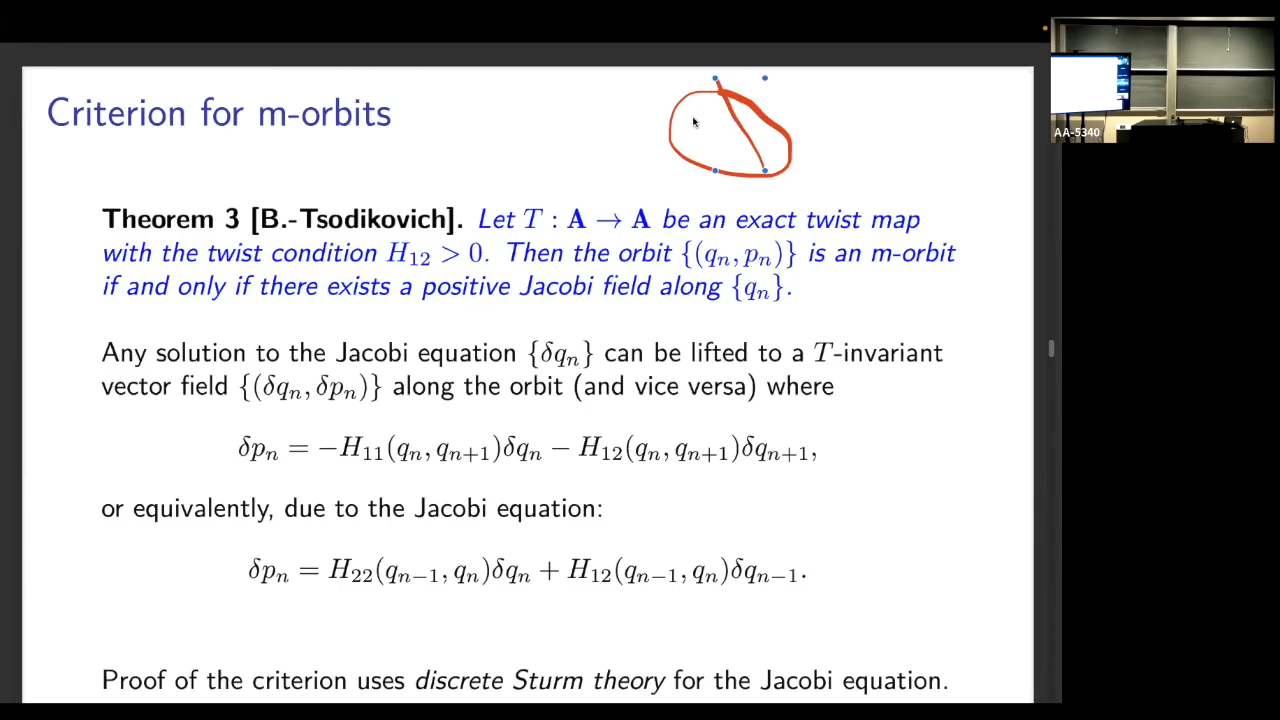 Criterion for m-orbits
Theorem 3 [B.-Tsodikovich]. Let T : A → A be an exact twist map
with the twist condition H₁₂ > 0. Then the orbit {(qₙ, pₙ)} is an m-orbit
if and only if there exists a positive Jacobi field along {qₙ}.
Any solution to the Jacobi equation {δqₙ} can be lifted to a T-invariant
vector field {(δqₙ, δpₙ)} along the orbit (and vice versa) where
δpₙ = −H₁₁(qₙ, qₙ₊₁)δqₙ − H₁₂(qₙ, qₙ₊₁)δqₙ₊₁,
or equivalently, due to the Jacobi equation:
δpₙ = H₂₂(qₙ₋₁, qₙ)δqₙ + H₁₂(qₙ₋₁, qₙ)δqₙ₋₁.
Proof of the criterion uses discrete Sturm theory for the Jacobi equation.
AA-5340